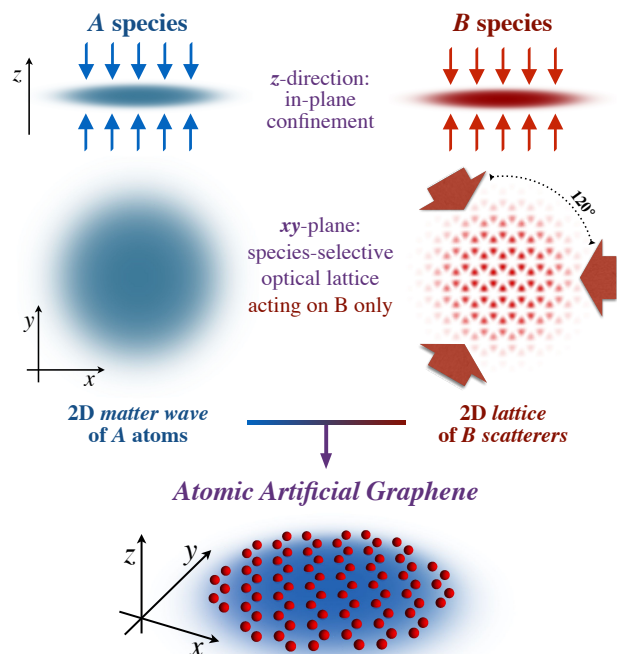 A species
B species
z
z-direction:
in-plane
confinement
120°
xy-plane:
species-selective
optical lattice
acting on B only
y
x
2D matter wave
of A atoms
2D lattice
of B scatterers
Atomic Artificial Graphene
z
y
x